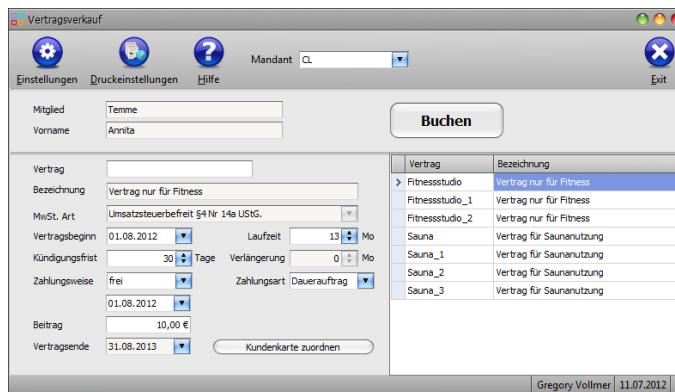 Vertragsverkauf
Einstellungen Druckeinstellungen Hilfe Mandant CL Exit
Mitglied Temme
Vorname Annita
Buchen
Vertrag
Bezeichnung Vertrag nur für Fitness
MwSt. Art Umsatzsteuerbefreit §4 Nr 14a UStG.
Vertragsbeginn 01.08.2012 Laufzeit 13 Mo
Kündigungsfrist 30 Tage Verlängerung 0 Mo
Zahlungsweise frei Zahlungsart Dauerauftrag
01.08.2012
Beitrag 10,00 €
Vertragsende 31.08.2013 Kundenkarte zuordnen
Vertrag Bezeichnung
Fitnessstudio Vertrag nur für Fitness
Fitnessstudio_1 Vertrag nur für Fitness
Fitnessstudio_2 Vertrag nur für Fitness
Sauna Vertrag für Saunanutzung
Sauna_1 Vertrag für Saunanutzung
Sauna_2 Vertrag für Saunanutzung
Sauna_3 Vertrag für Saunanutzung
Gregory Vollmer 11.07.2012